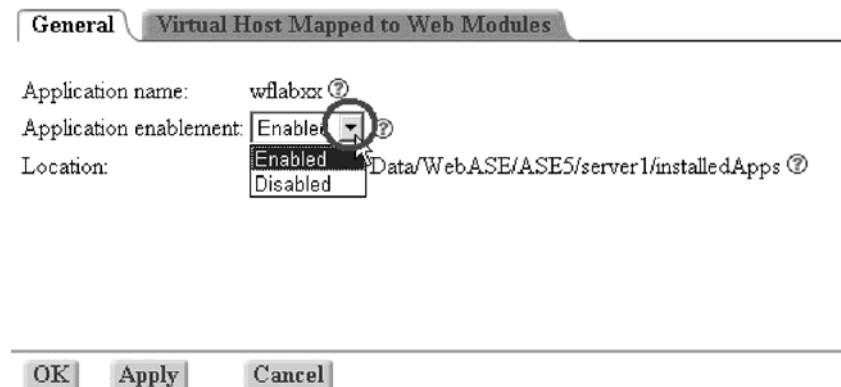 General Virtual Host Mapped to Web Modules
Application name: wflabxx ?
Application enablement: Enabled ?
Enabled
Location: Data/WebASE/ASE5/server1/installedApps ?
Disabled
OK Apply Cancel